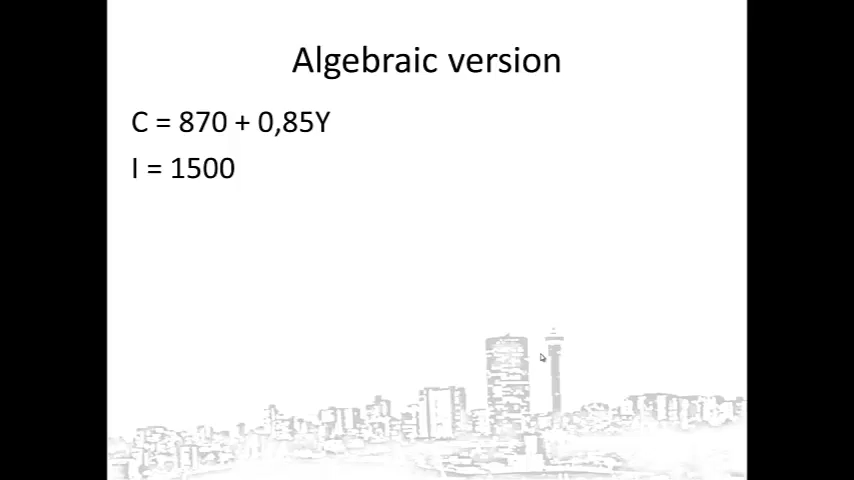 Algebraic version
C = 870 + 0,85Y
I = 1500